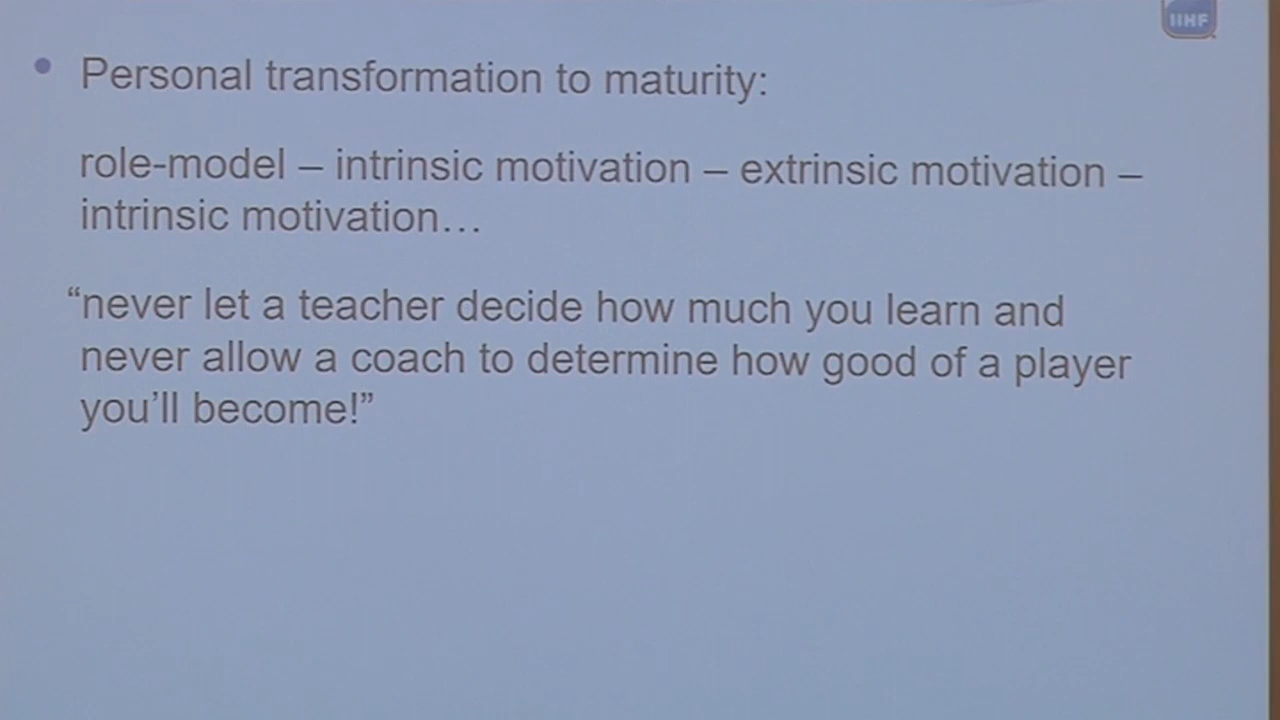 IIHF
• Personal transformation to maturity:
role-model – intrinsic motivation – extrinsic motivation –
intrinsic motivation…
“never let a teacher decide how much you learn and
never allow a coach to determine how good of a player
you’ll become!”